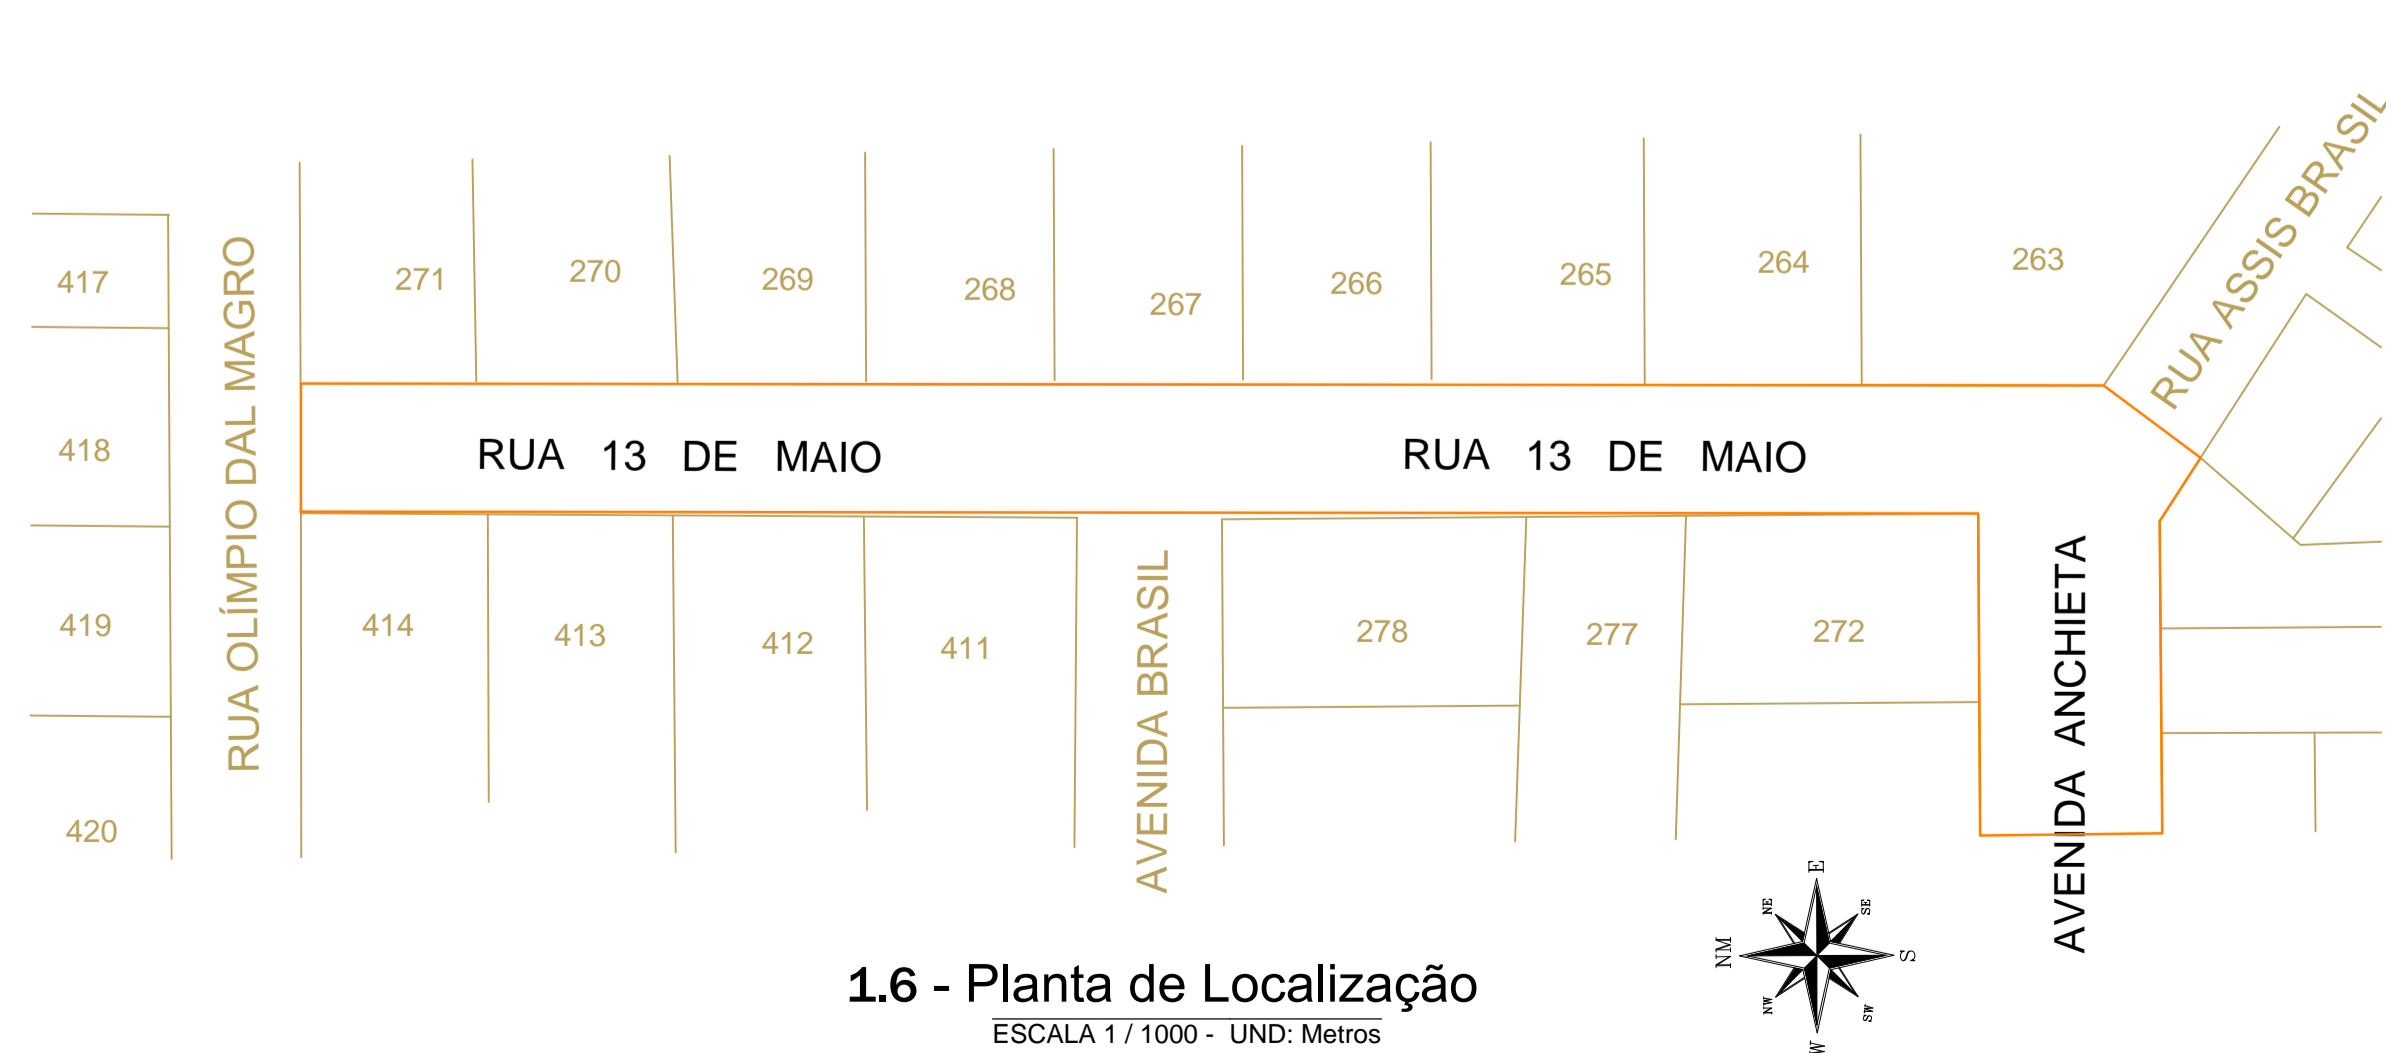 RUA ASSIS BRASIL
417
RUA OLÍMPIO DAL MAGRO
271
270
269
268
267
266
265
264
263
418
RUA 13 DE MAIO
RUA 13 DE MAIO
419
414
413
412
411
AVENIDA BRASIL
278
277
272
AVENIDA ANCHIETA
420
1.6 - Planta de Localização
ESCALA 1 / 1000 - UND: Metros
E
NE
SE
NM
S
NW
SW
W